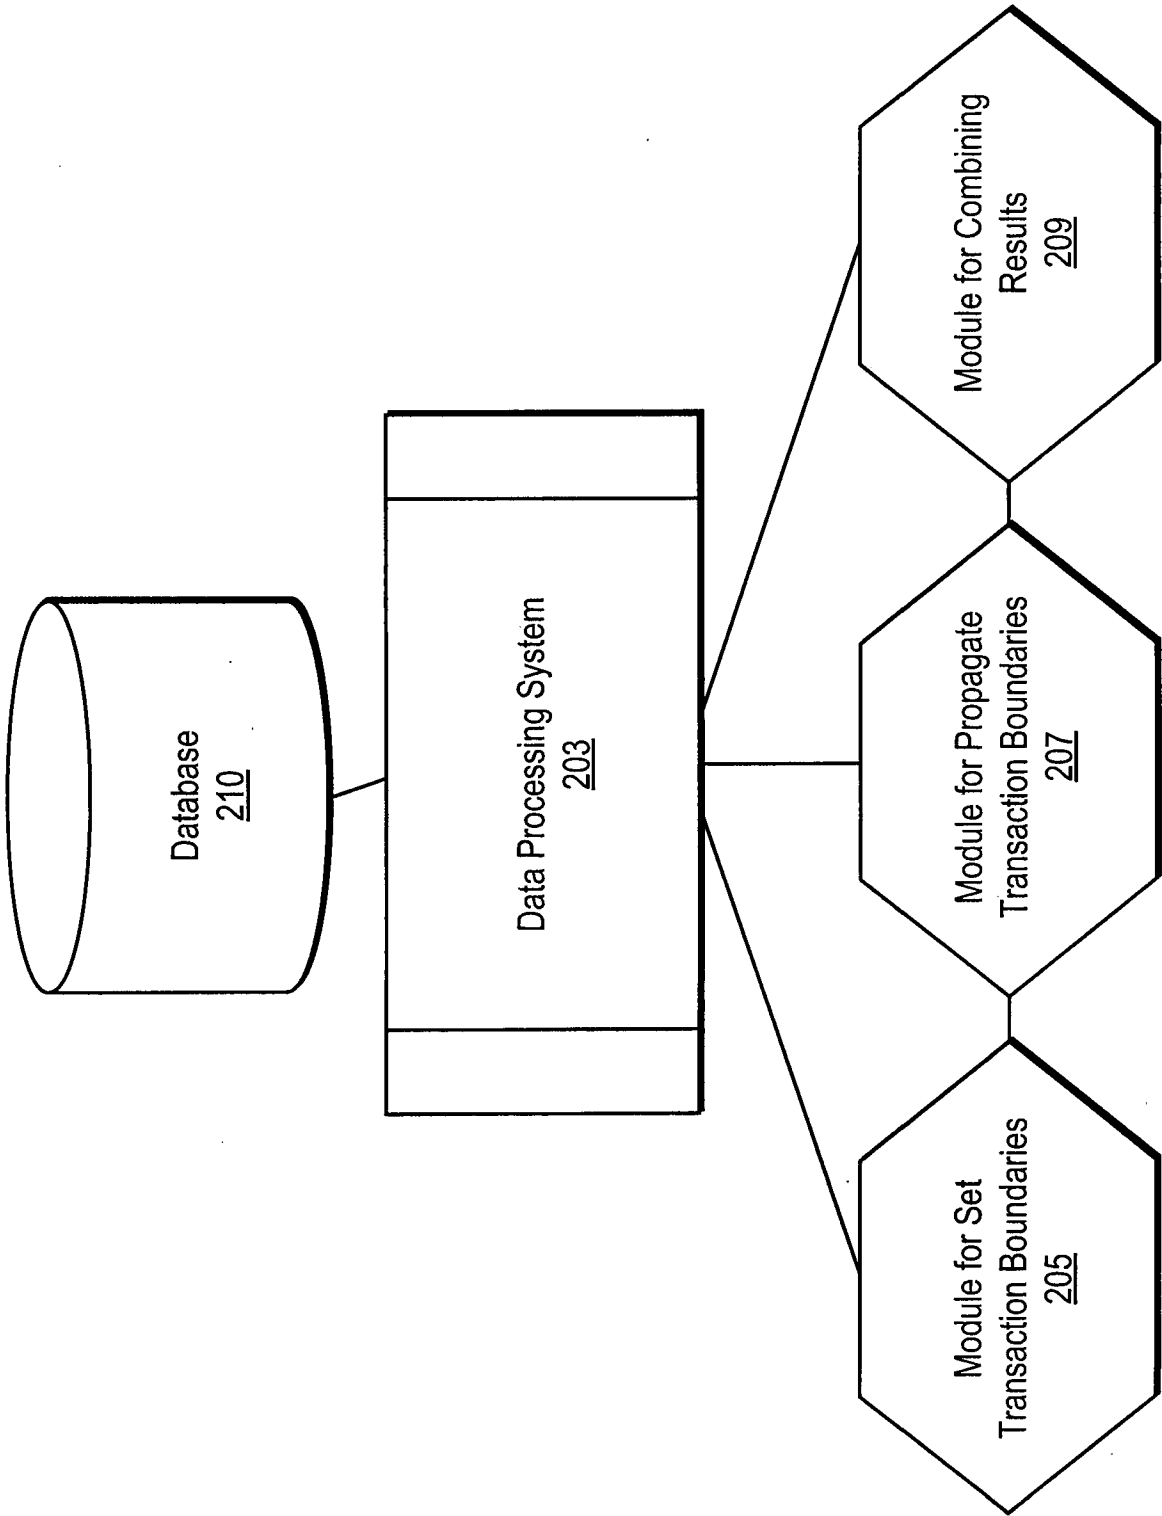 Database
210
Data Processing System
203
Module for Set
Transaction Boundaries
205
Module for Propagate
Transaction Boundaries
207
Module for Combining
Results
209